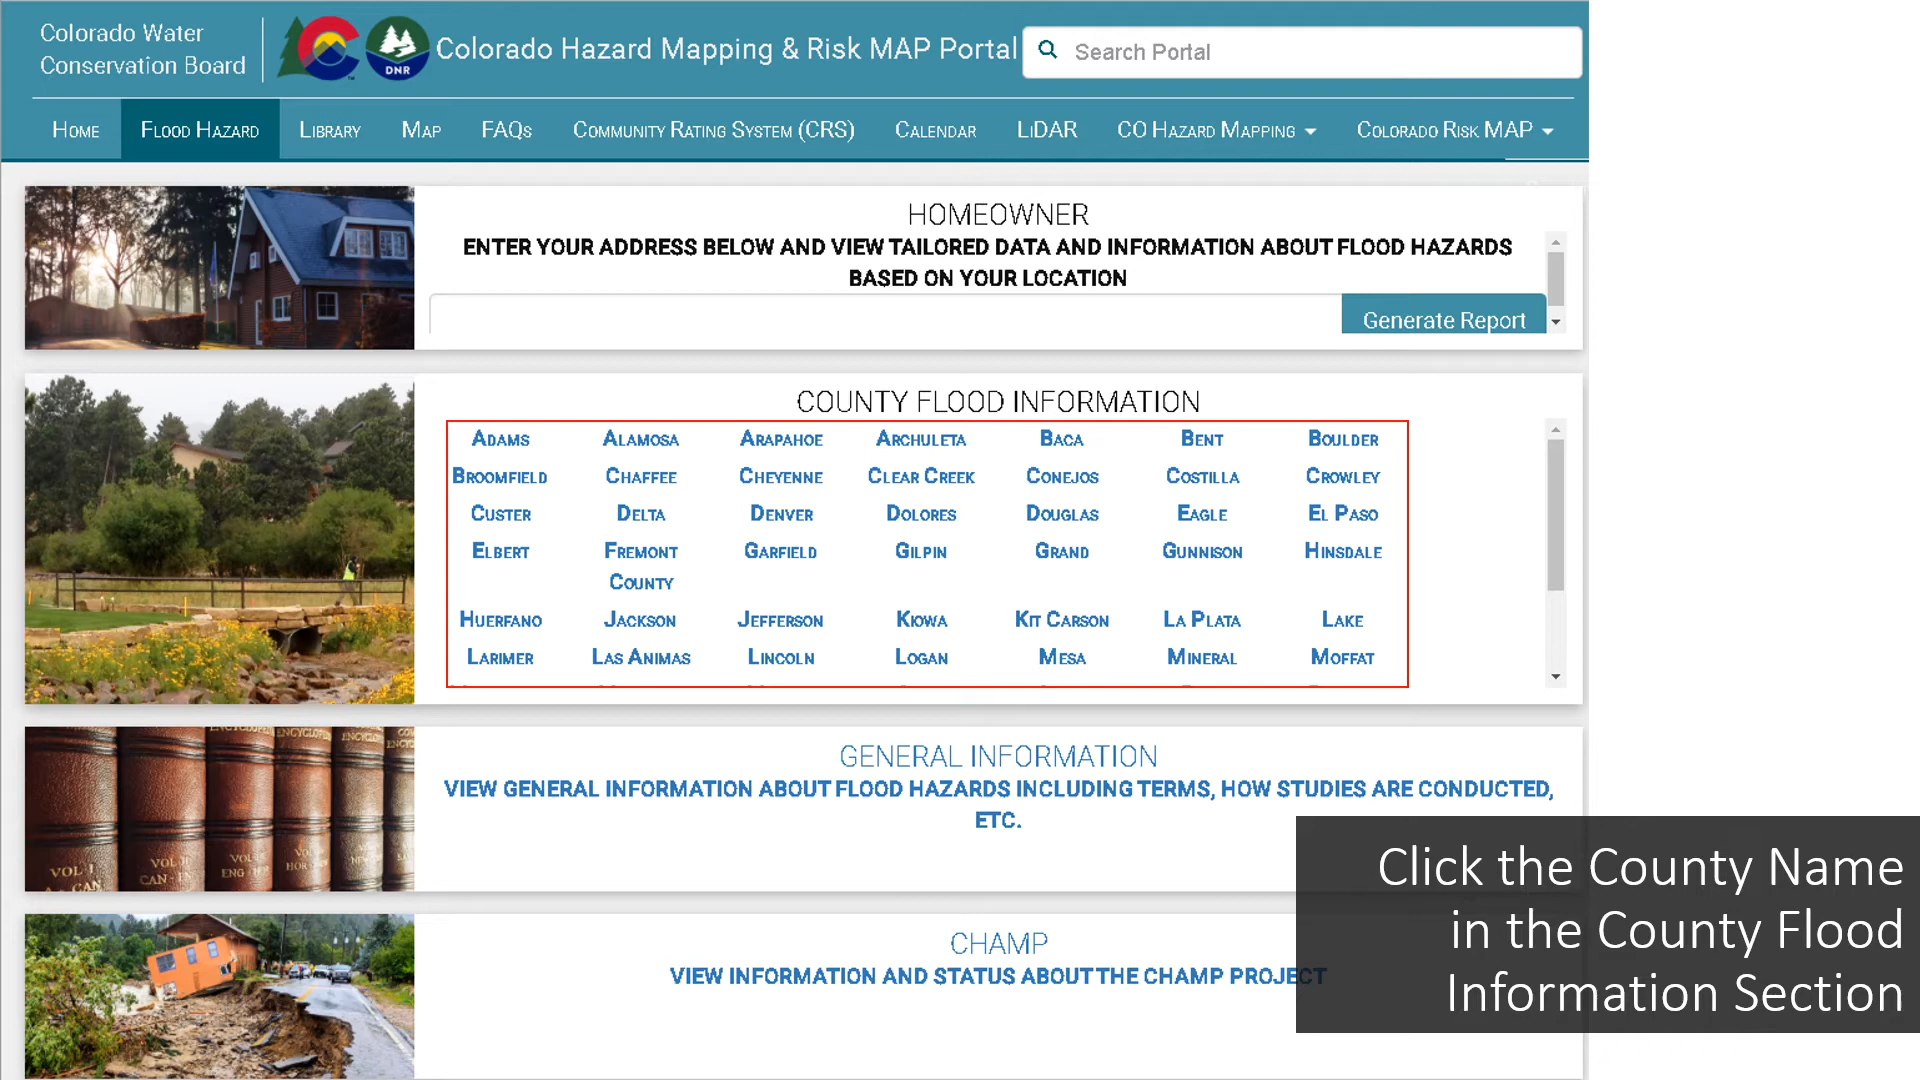 Colorado Water
Conservation Board
DNR
Colorado Hazard Mapping & Risk MAP Portal
Search Portal
Home Flood Hazard Library Map FAQs Community Rating System (CRS) Calendar LiDAR CO Hazard Mapping Colorado Risk MAP
HOMEOWNER
ENTER YOUR ADDRESS BELOW AND VIEW TAILORED DATA AND INFORMATION ABOUT FLOOD HAZARDS
BASED ON YOUR LOCATION
Generate Report
COUNTY FLOOD INFORMATION
Adams Alamosa Arapahoe Archuleta Baca Bent Boulder
Broomfield Chaffee Cheyenne Clear Creek Conejos Costilla Crowley
Custer Delta Denver Dolores Douglas Eagle El Paso
Elbert Fremont Garfield Gilpin Grand Gunnison Hinsdale
County
Huerfano Jackson Jefferson Kiowa Kit Carson La Plata Lake
Larimer Las Animas Lincoln Logan Mesa Mineral Moffat
GENERAL INFORMATION
VIEW GENERAL INFORMATION ABOUT FLOOD HAZARDS INCLUDING TERMS, HOW STUDIES ARE CONDUCTED,
ETC.
VOL I
CAN
VOL II
CAN - EN
CHAMP
VIEW INFORMATION AND STATUS ABOUT THE CHAMP PROJECT
Click the County Name
in the County Flood
Information Section